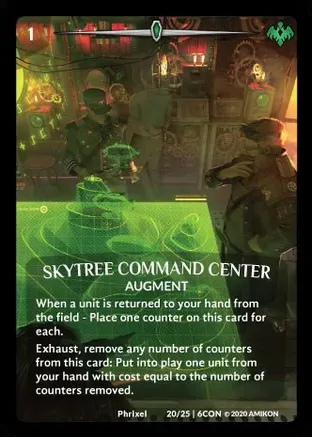 1
SKYTREE COMMAND CENTER
AUGMENT
When a unit is returned to your hand from
the field - Place one counter on this card for
each.
Exhaust, remove any number of counters
from this card: Put into play one unit from
your hand with cost equal to the number of
counters removed.
Phrixel 20/25 | 6CON © 2020 AMIKON